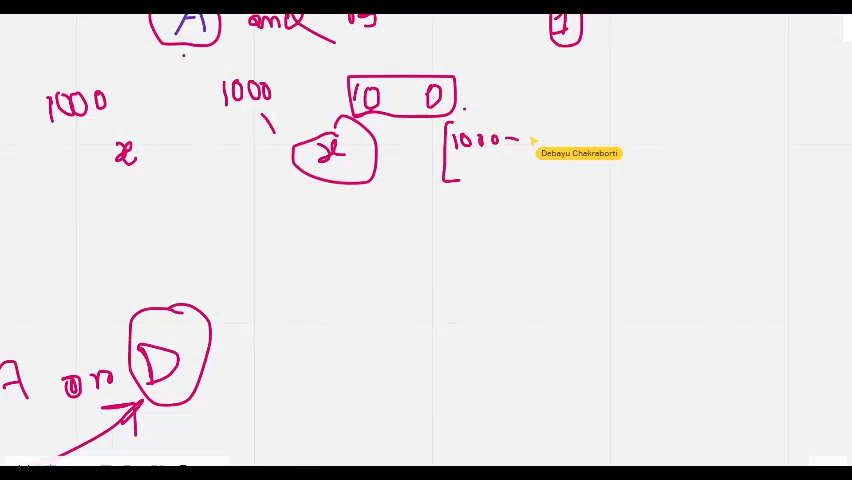 A and
1000 1000 10 0
x x [1000 -
Debayu Chakraborti
A or D